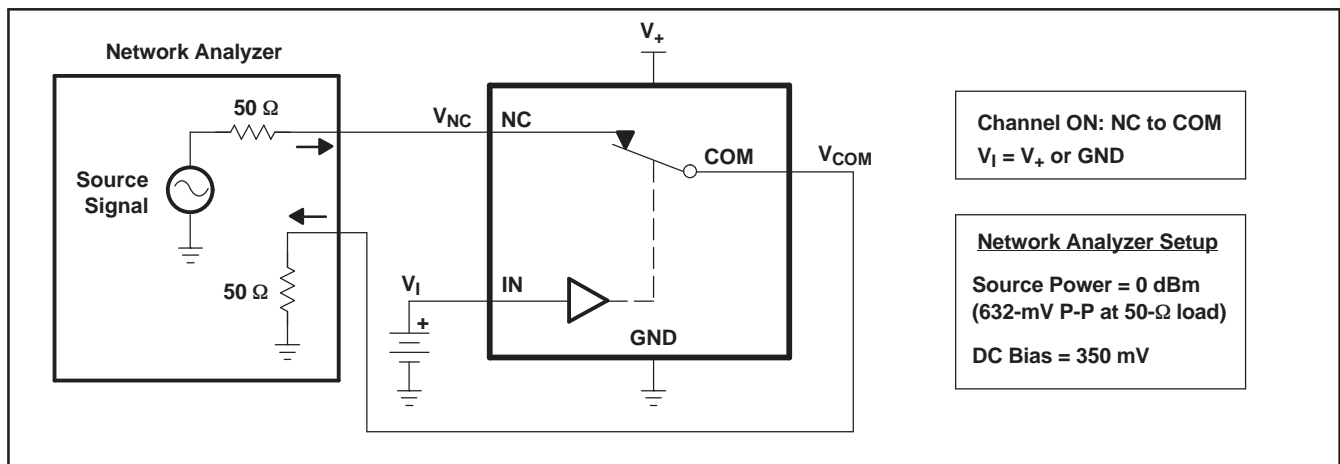 Network Analyzer
50 Ω
Source
Signal
50 Ω
V+
VNC
NC
COM
VCOM
VI
IN
+
GND
Channel ON: NC to COM
VI = V+ or GND
Network Analyzer Setup
Source Power = 0 dBm
(632-mV P-P at 50-Ω load)
DC Bias = 350 mV